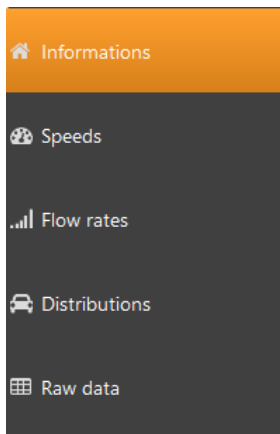 Informations
Speeds
Flow rates
Distributions
Raw data